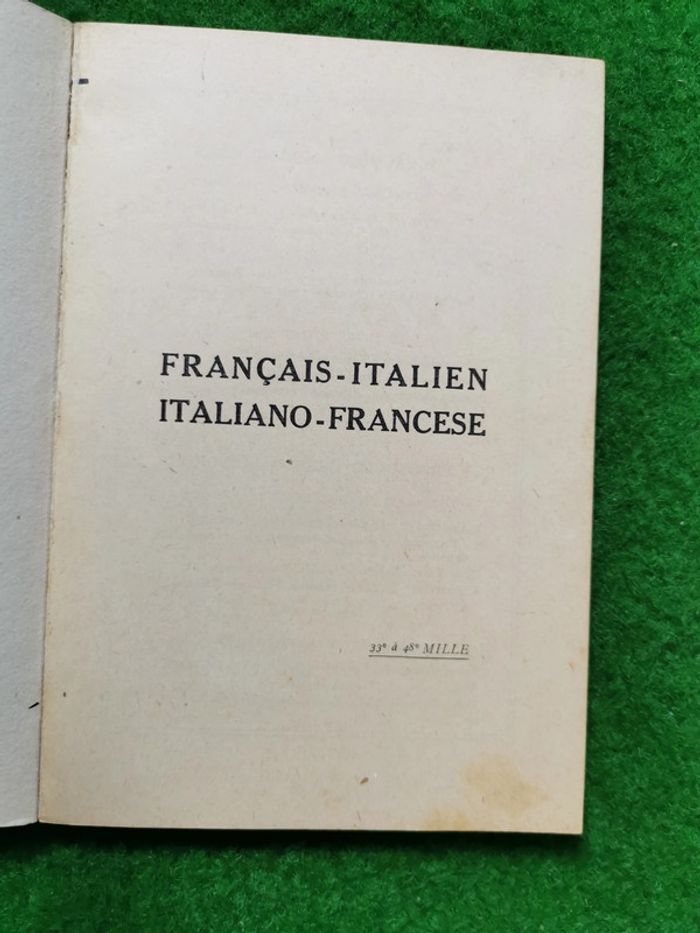 FRANÇAIS-ITALIEN
ITALIANO-FRANCESE
33e à 48e MILLE